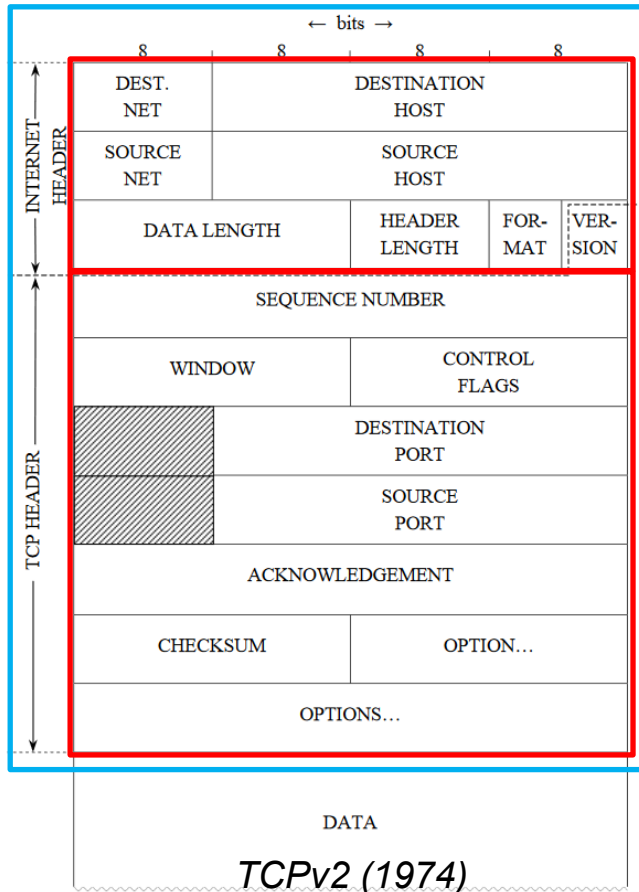 ← bits →
8 8 8 8
INTERNET
HEADER
DEST.
NET
DESTINATION
HOST
SOURCE
NET
SOURCE
HOST
DATA LENGTH
HEADER
LENGTH
FOR-
MAT
VER-
SION
TCP HEADER
SEQUENCE NUMBER
WINDOW
CONTROL
FLAGS
DESTINATION
PORT
SOURCE
PORT
ACKNOWLEDGEMENT
CHECKSUM
OPTION…
OPTIONS…
DATA
TCPv2 (1974)